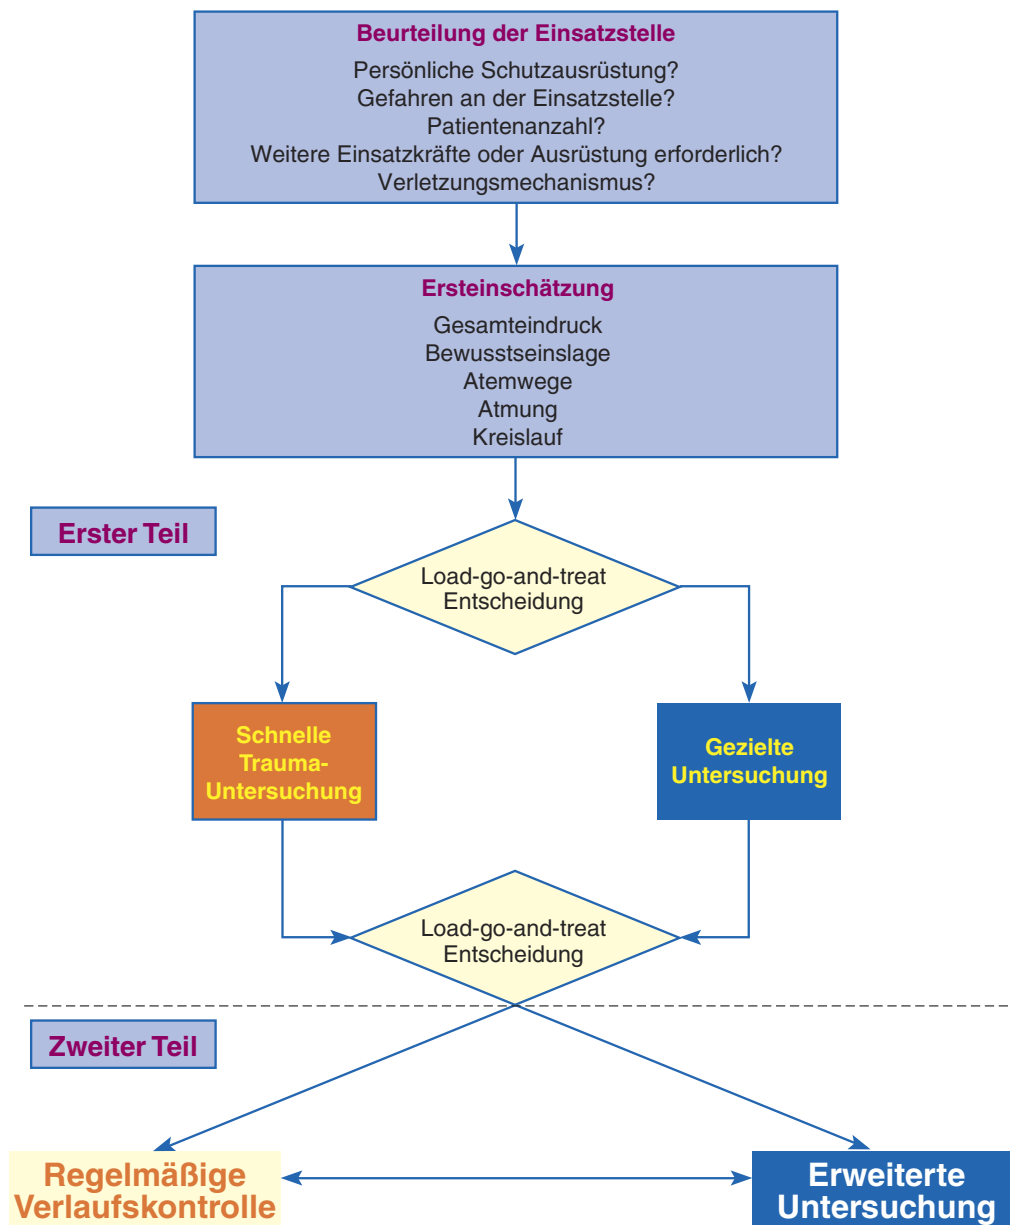 Beurteilung der Einsatzstelle
Persönliche Schutzausrüstung?
Gefahren an der Einsatzstelle?
Patientenanzahl?
Weitere Einsatzkräfte oder Ausrüstung erforderlich?
Verletzungsmechanismus?
Ersteinschätzung
Gesamteindruck
Bewusstseinslage
Atemwege
Atmung
Kreislauf
Erster Teil
Load-go-and-treat
Entscheidung
Schnelle
Trauma-
Untersuchung
Gezielte
Untersuchung
Load-go-and-treat
Entscheidung
Zweiter Teil
Regelmäßige
Verlaufskontrolle
Erweiterte
Untersuchung